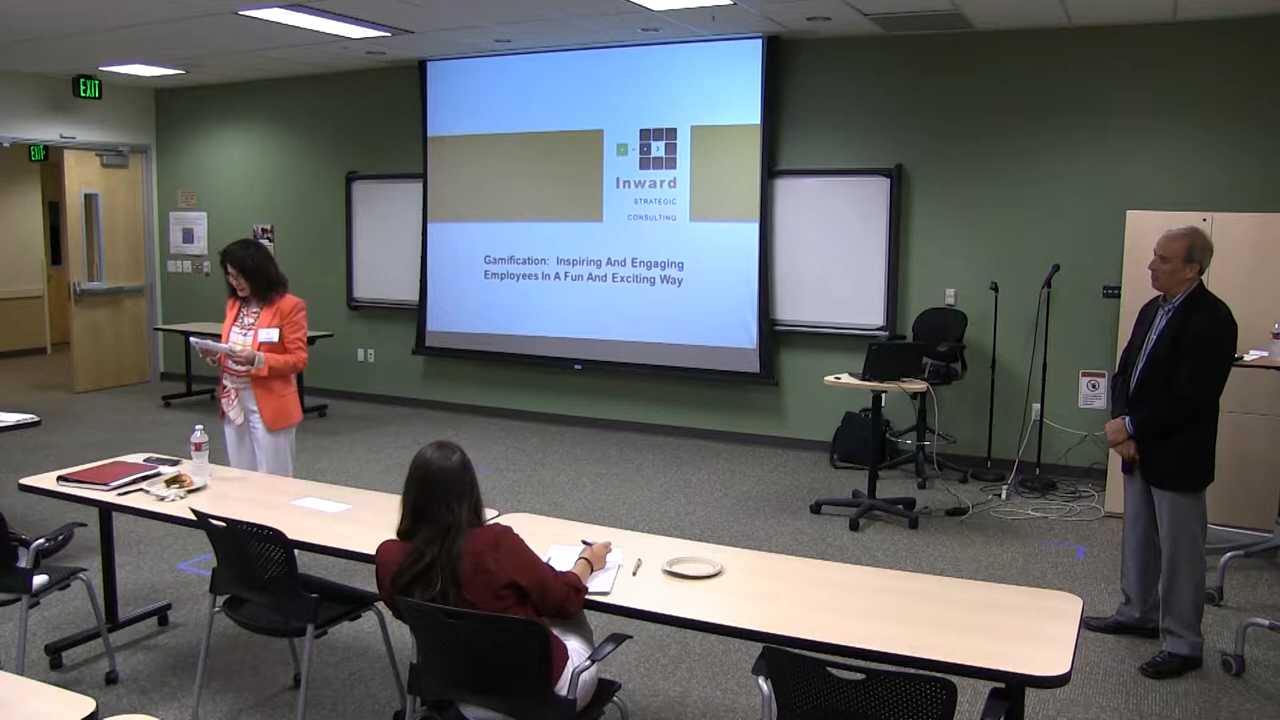 EXIT
EXIT
Inward
STRATEGIC
CONSULTING
Gamification: Inspiring And Engaging
Employees In A Fun And Exciting Way